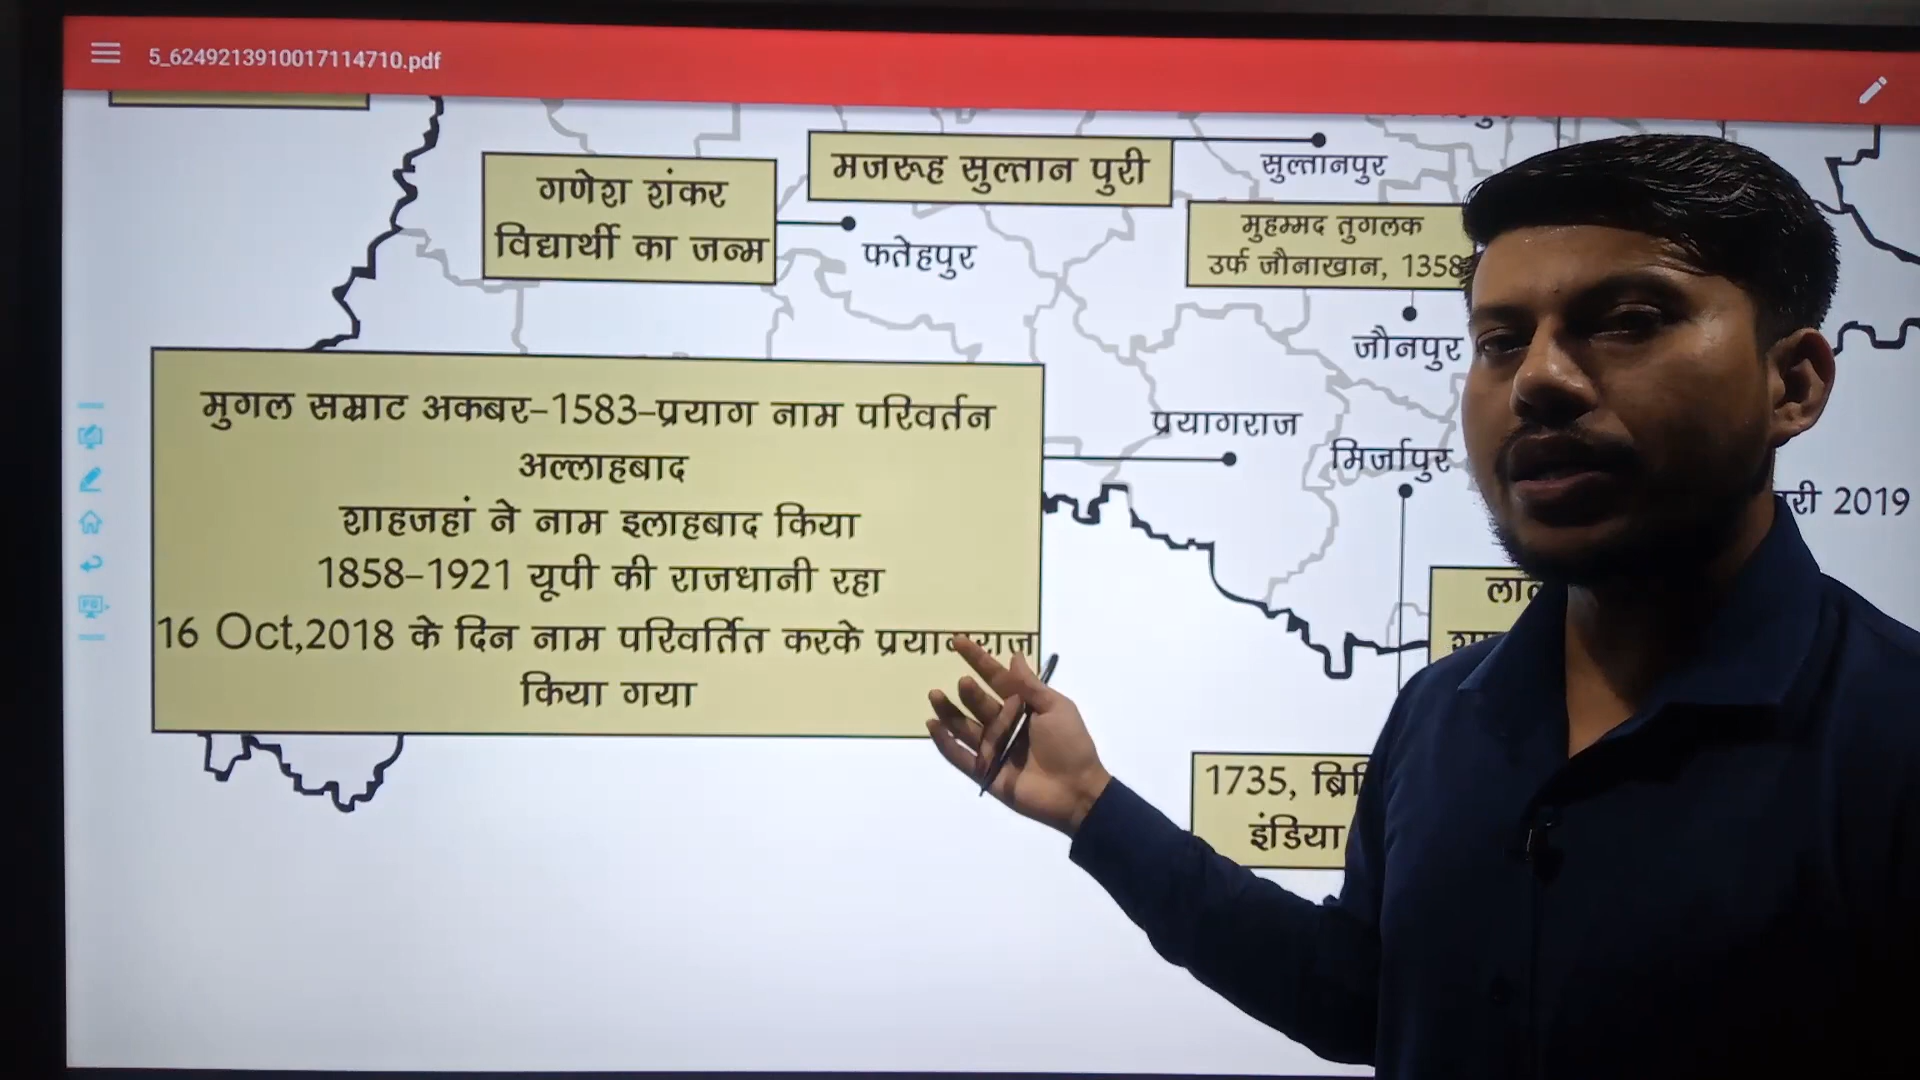 5_6249213910017114710.pdf
मजरूह सुल्तान पुरी
सुल्तानपुर
गणेश शंकर
विद्यार्थी का जन्म
फतेहपुर
मुहम्मद तुगलक
उर्फ जौनाखान, 1358
जौनपुर
मुगल सम्राट अकबर-1583-प्रयाग नाम परिवर्तन
अल्लाहबाद
शाहजहां ने नाम इलाहबाद किया
1858-1921 यूपी की राजधानी रहा
16 Oct,2018 के दिन नाम परिवर्तित करके प्रयागराज
किया गया
प्रयागराज
मिर्जापुर
2019
1735,
इंडिया